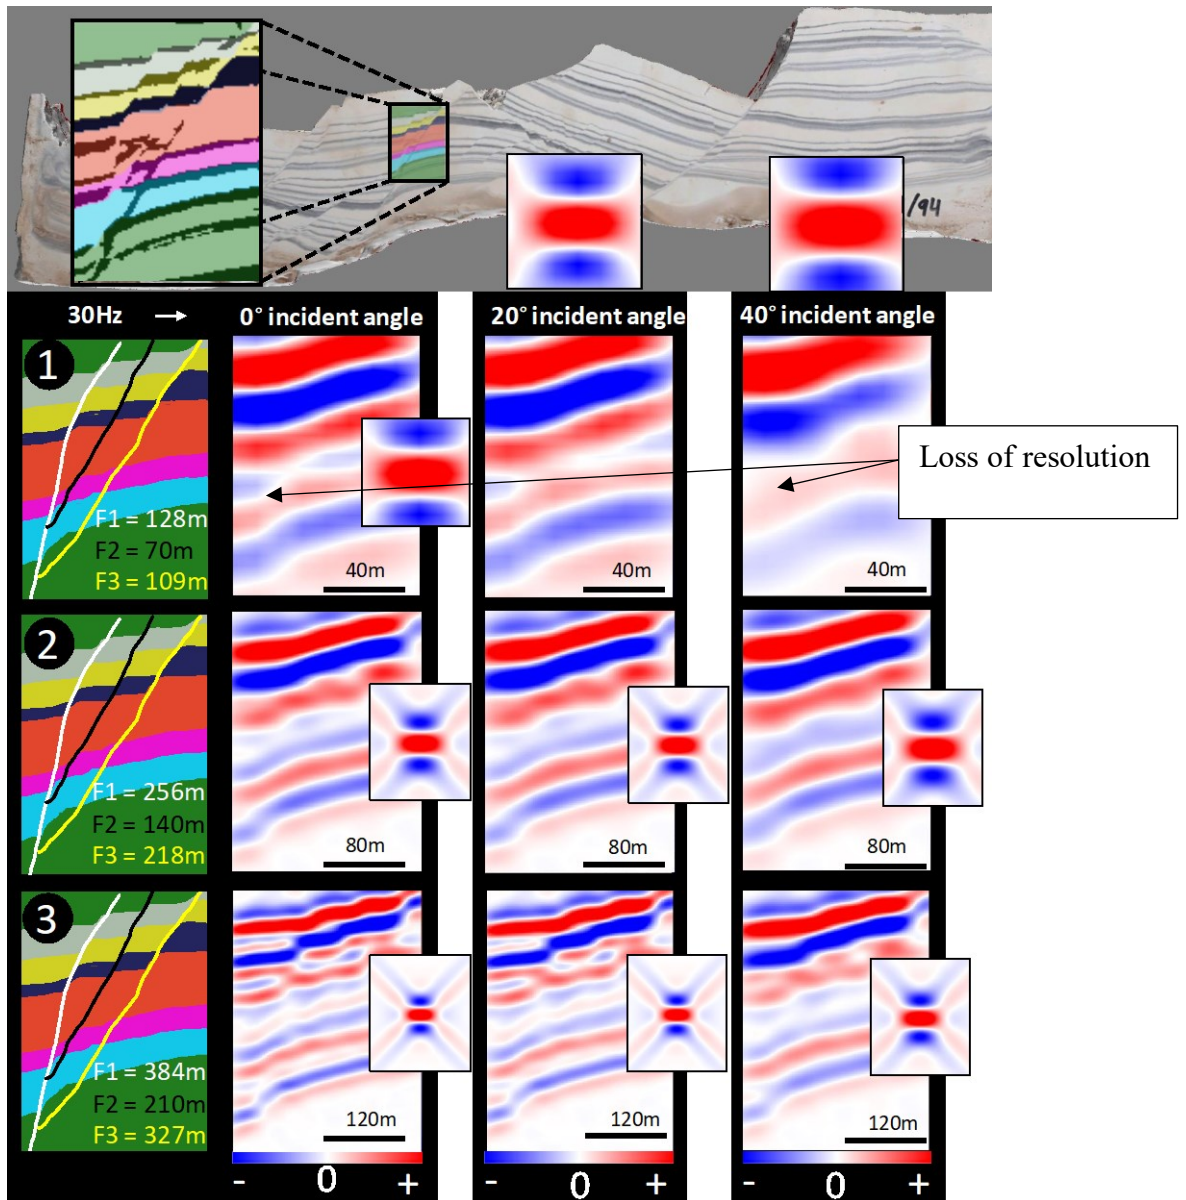 /94
30Hz
0° incident angle
20° incident angle
40° incident angle
1
F1 = 128m
F2 = 70m
F3 = 109m
40m
40m
40m
Loss of resolution
2
F1 = 256m
F2 = 140m
F3 = 218m
80m
80m
80m
3
F1 = 384m
F2 = 210m
F3 = 327m
120m
120m
120m
- 0 +
- 0 +
- 0 +